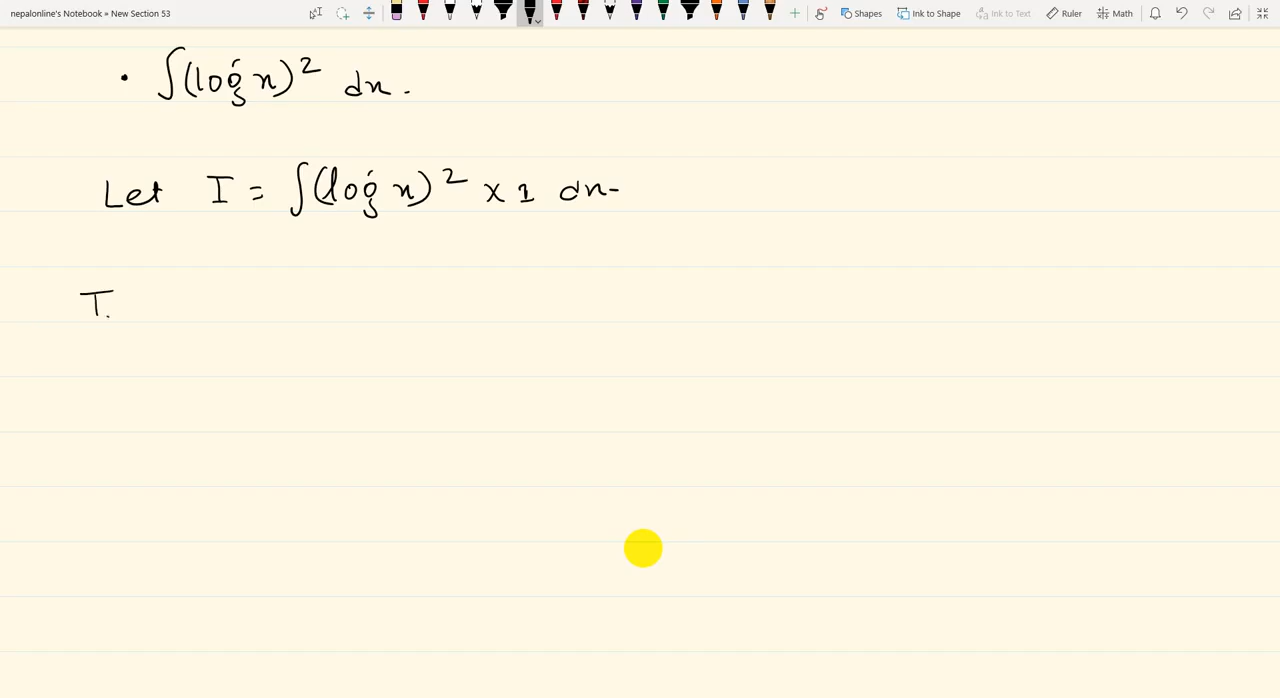 nepalonline's Notebook » New Section 53
Shapes Ink to Shape Ink to Text Ruler Math
• ∫(log x)² dx.
Let I = ∫(log x)² × 1 dx
T.